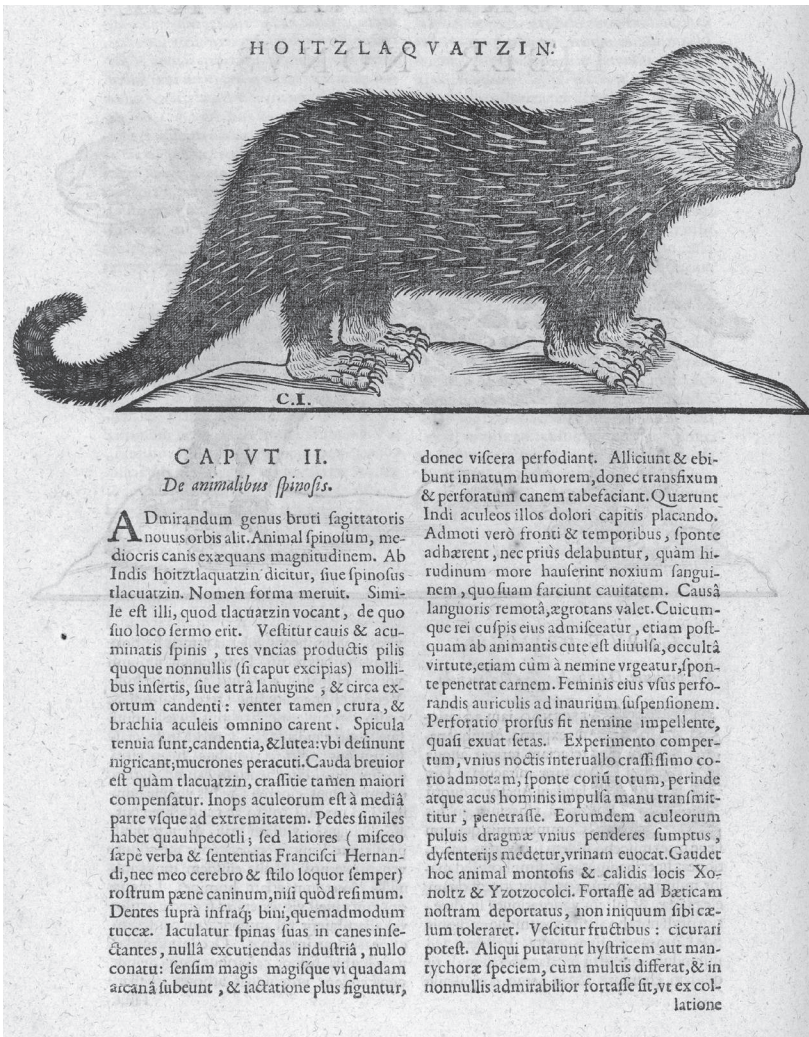 HOITZLAQVATZIN.
C.I.
CAPVT II.
De animalibus ſpinoſis.
ADmirandum genus bruti ſagittatoris
nouus orbis alit. Animal ſpinoſum, me-
diocris canis exæquans magnitudinem. Ab
Indis hoitztlaquatzin dicitur, ſiue ſpinoſus
tlacuatzin. Nomen forma meruit. Simi-
le eſt illi, quod tlacuatzin vocant, de quo
ſuo loco ſermo erit. Veſtitur cauis & acu-
minatis ſpinis, tres vncias productis pilis
quoque nonnullis (ſi caput excipias) molli-
bus inſertis, ſiue atrâ lanugine, & circa ex-
ortum candenti: venter tamen, crura, &
brachia aculeis omnino carent. Spicula
tenuia ſunt, candentia, & lutea: vbi deſinunt
nigricant; mucrones peracuti. Cauda breuior
eſt quàm tlacuatzin, craſſitie tamen maiori
compenſatur. Inops aculeorum eſt à mediâ
parte vſque ad extremitatem. Pedes ſimiles
habet quauhpecotli; ſed latiores (miſceo
ſæpè verba & ſententias Franciſci Hernan-
di, nec meo cerebro & ſtilo loquor ſemper)
roſtrum pænè caninum, niſi quòd reſimum.
Dentes ſuprà infraq; bini, quemadmodum
tuccæ. Iaculatur ſpinas ſuas in canes inſe-
ctantes, nullâ excutiendas induſtriâ, nullo
conatu: ſenſim magis magiſque vi quadam
arcanâ ſubeunt, & iactatione plus figuntur,
donec viſcera perfodiant. Alliciunt & ebi-
bunt innatum humorem, donec transfixum
& perforatum canem tabefaciant. Quærunt
Indi aculeos illos dolori capitis placando.
Admoti verò fronti & temporibus, ſponte
adhærent, nec priùs delabuntur, quàm hi-
rudinum more hauſerint noxium ſangui-
nem, quo ſuam farciunt cauitatem. Cauſâ
languoris remotâ, ægrotans valet. Cuicum-
que rei cuſpis eius admiſceatur, etiam poſt-
quam ab animantis cute eſt diuulſa, occultâ
virtute, etiam cùm à nemine vrgeatur, ſpon-
te penetrat carnem. Feminis eius vſus perfo-
randis auriculis ad inaurium ſuſpenſionem.
Perforatio prorſus fit nemine impellente,
quaſi exuat ſetas. Experimento comper-
tum, vnius noctis interuallo craſſiſſimo co-
rio admotam, ſponte coriũ totum, perinde
atque acus hominis impulſa manu tranſmit-
titur, penetraſſe. Eorumdem aculeorum
puluis dragmæ vnius penderes ſumptus,
dyſenterijs medetur, vrinam euocat. Gaudet
hoc animal montoſis & calidis locis Xo-
noltz & Yzotzocolci. Fortaſſe ad Bæticam
noſtram deportatus, non iniquum ſibi cæ-
lum toleraret. Veſcitur fructibus: cicurari
poteſt. Aliqui putarunt hyſtricem aut man-
tychoræ ſpeciem, cùm multis differat, & in
nonnullis admirabilior fortaſſe ſit, vt ex col-
latione